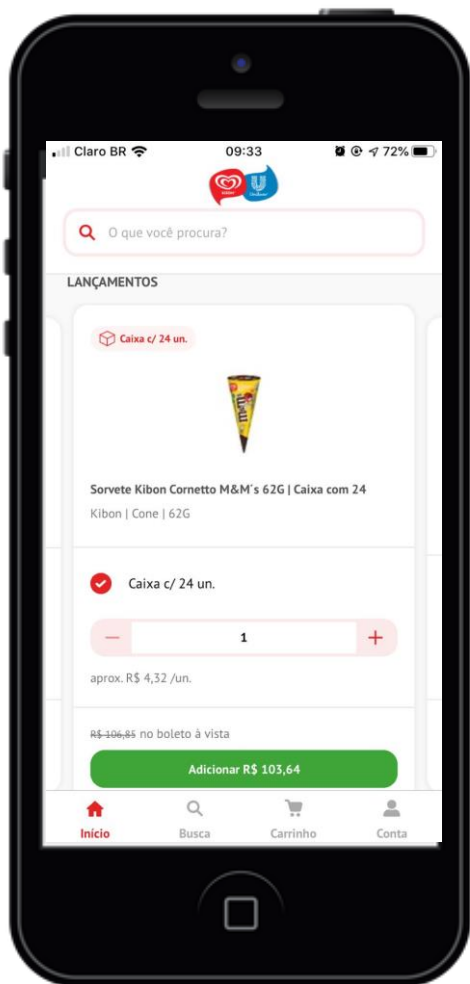 Claro BR
09:33
72%
O que você procura?
LANÇAMENTOS
Caixa c/ 24 un.
m&m's
Sorvete Kibon Cornetto M&M´s 62G | Caixa com 24
Kibon | Cone | 62G
Caixa c/ 24 un.
1
aprox. R$ 4,32 /un.
R$ 106,85 no boleto à vista
Adicionar R$ 103,64
Início
Busca
Carrinho
Conta